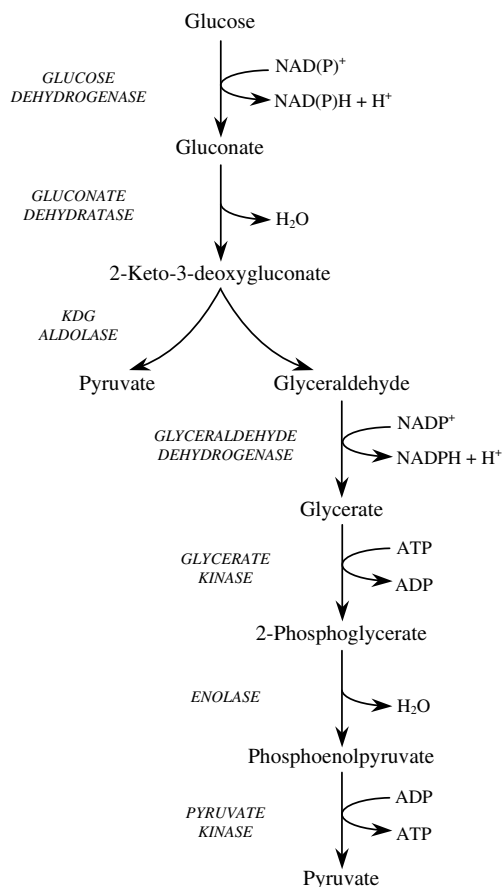 Glucose
GLUCOSE
DEHYDROGENASE
NAD(P)⁺
NAD(P)H + H⁺
Gluconate
GLUCONATE
DEHYDRATASE
H₂O
2-Keto-3-deoxygluconate
KDG
ALDOLASE
Pyruvate
Glyceraldehyde
GLYCERALDEHYDE
DEHYDROGENASE
NADP⁺
NADPH + H⁺
Glycerate
GLYCERATE
KINASE
ATP
ADP
2-Phosphoglycerate
ENOLASE
H₂O
Phosphoenolpyruvate
PYRUVATE
KINASE
ADP
ATP
Pyruvate